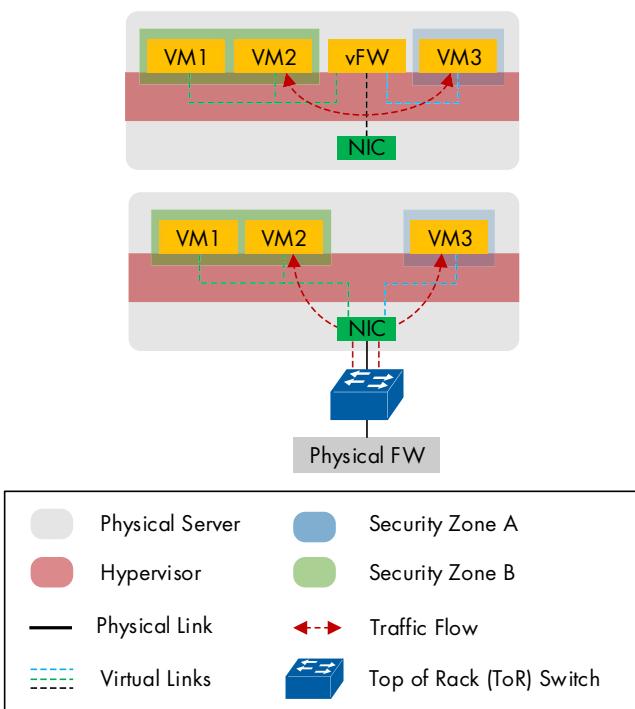 VM1 VM2 vFW VM3
NIC
VM1 VM2 VM3
NIC
Physical FW
Physical Server Security Zone A
Hypervisor Security Zone B
Physical Link Traffic Flow
Virtual Links Top of Rack (ToR) Switch